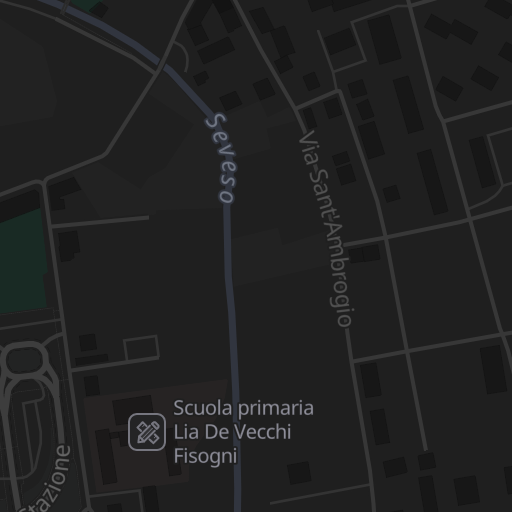 Seveso
Via Sant'Ambrogio
Scuola primaria
Lia De Vecchi
Fisogni
Stazione